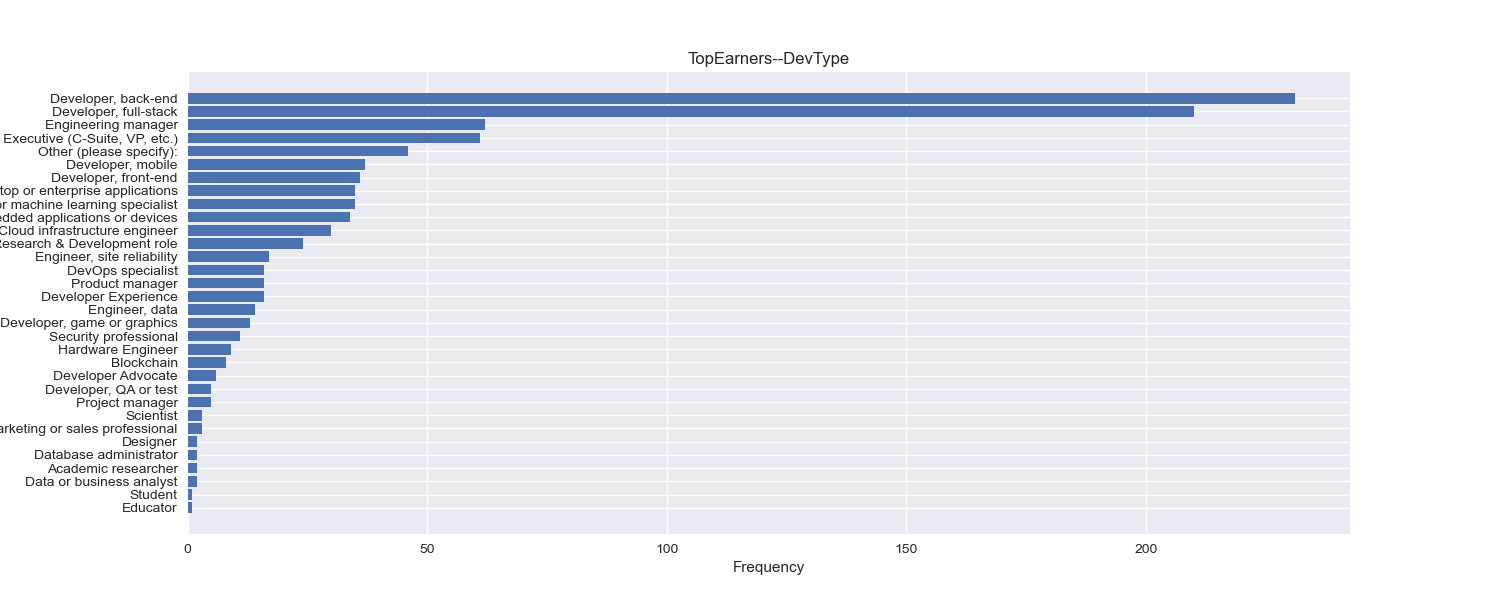 TopEarners--DevType
Developer, back-end
Developer, full-stack
Engineering manager
Executive (C-Suite, VP, etc.)
Other (please specify):
Developer, mobile
Developer, front-end
top or enterprise applications
or machine learning specialist
edded applications or devices
Cloud infrastructure engineer
Research & Development role
Engineer, site reliability
DevOps specialist
Product manager
Developer Experience
Engineer, data
Developer, game or graphics
Security professional
Hardware Engineer
Blockchain
Developer Advocate
Developer, QA or test
Project manager
Scientist
arketing or sales professional
Designer
Database administrator
Academic researcher
Data or business analyst
Student
Educator
0 50 100 150 200
Frequency